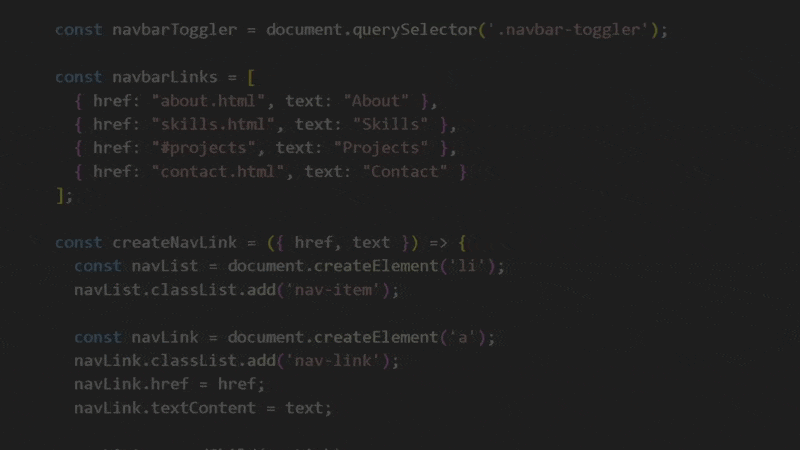 const navbarToggler = document.querySelector('.navbar-toggler');
const navbarLinks = [
{ href: "about.html", text: "About" },
{ href: "skills.html", text: "Skills" },
{ href: "#projects", text: "Projects" },
{ href: "contact.html", text: "Contact" }
];
const createNavLink = ({ href, text }) => {
const navList = document.createElement('li');
navList.classList.add('nav-item');
const navLink = document.createElement('a');
navLink.classList.add('nav-link');
navLink.href = href;
navLink.textContent = text;